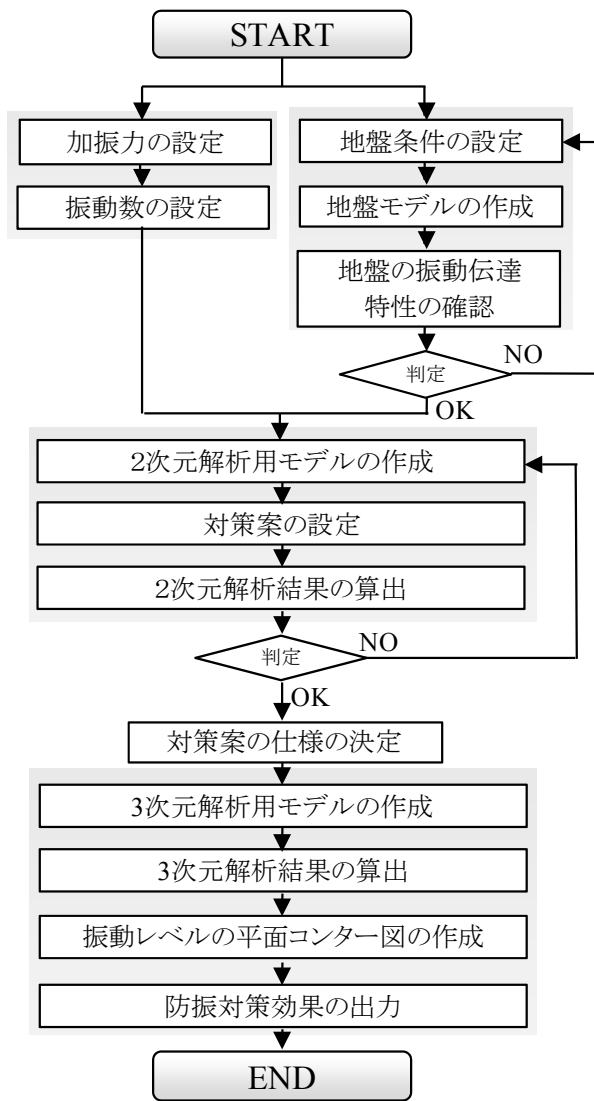 START
加振力の設定
振動数の設定
地盤条件の設定
地盤モデルの作成
地盤の振動伝達
特性の確認
判定
NO
OK
2次元解析用モデルの作成
対策案の設定
2次元解析結果の算出
判定
NO
OK
対策案の仕様の決定
3次元解析用モデルの作成
3次元解析結果の算出
振動レベルの平面コンター図の作成
防振対策効果の出力
END